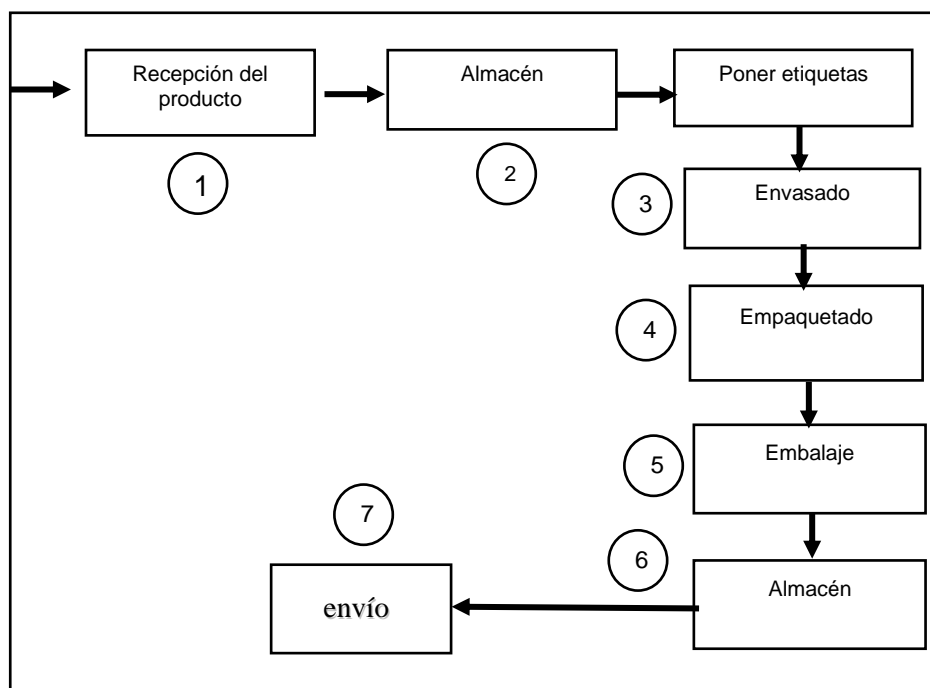 Recepción del
producto
Almacén
Poner etiquetas
1
2
3
Envasado
4
Empaquetado
5
Embalaje
7
6
Almacén
envío